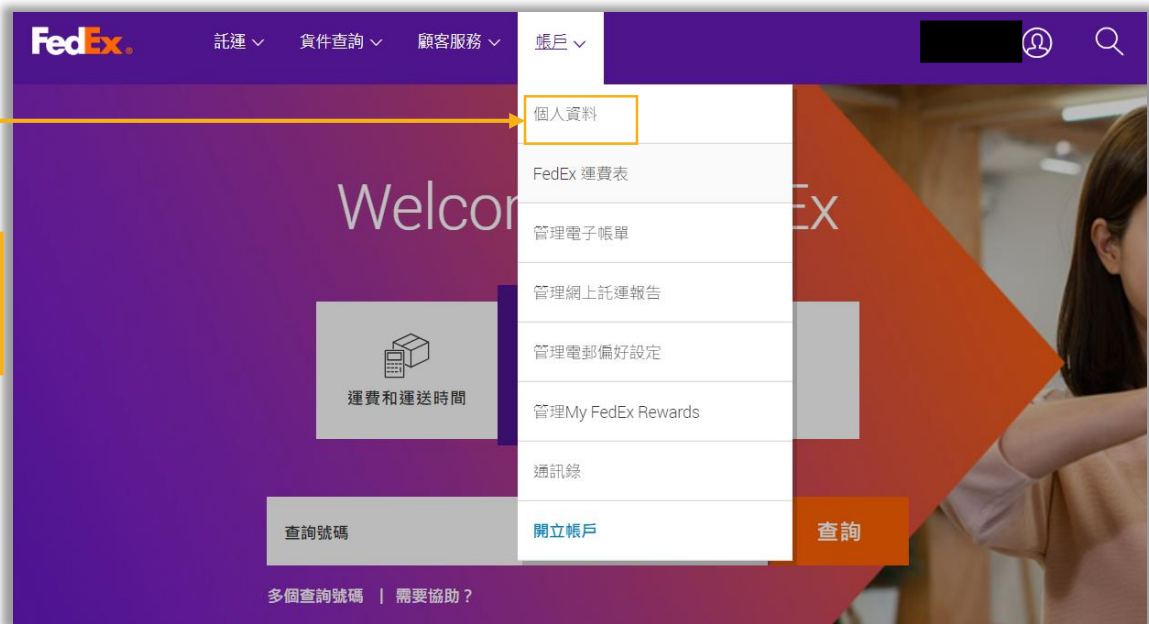 FedEx®
託運
貨件查詢
顧客服務
帳戶
個人資料
FedEx 運費表
管理電子帳單
管理網上託運報告
管理電郵偏好設定
管理My FedEx Rewards
通訊錄
開立帳戶
Welcor
Ex
運費和運送時間
查詢號碼
查詢
多個查詢號碼 | 需要協助？